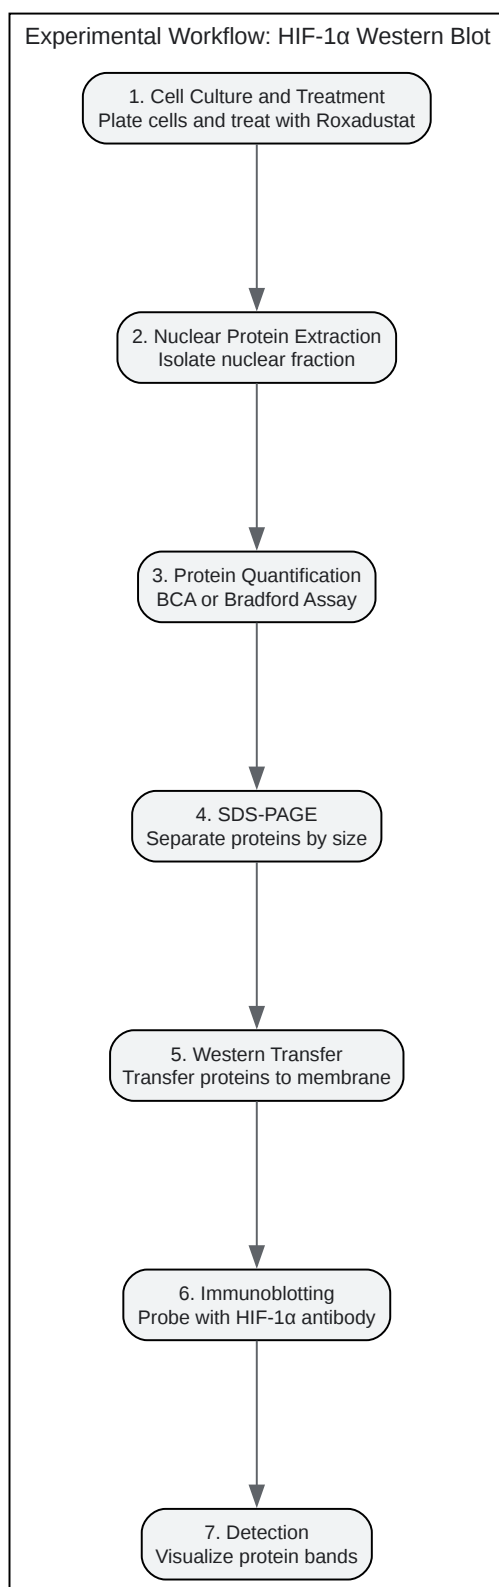 Experimental Workflow: HIF-1α Western Blot
1. Cell Culture and Treatment
Plate cells and treat with Roxadustat
2. Nuclear Protein Extraction
Isolate nuclear fraction
3. Protein Quantification
BCA or Bradford Assay
4. SDS-PAGE
Separate proteins by size
5. Western Transfer
Transfer proteins to membrane
6. Immunoblotting
Probe with HIF-1α antibody
7. Detection
Visualize protein bands